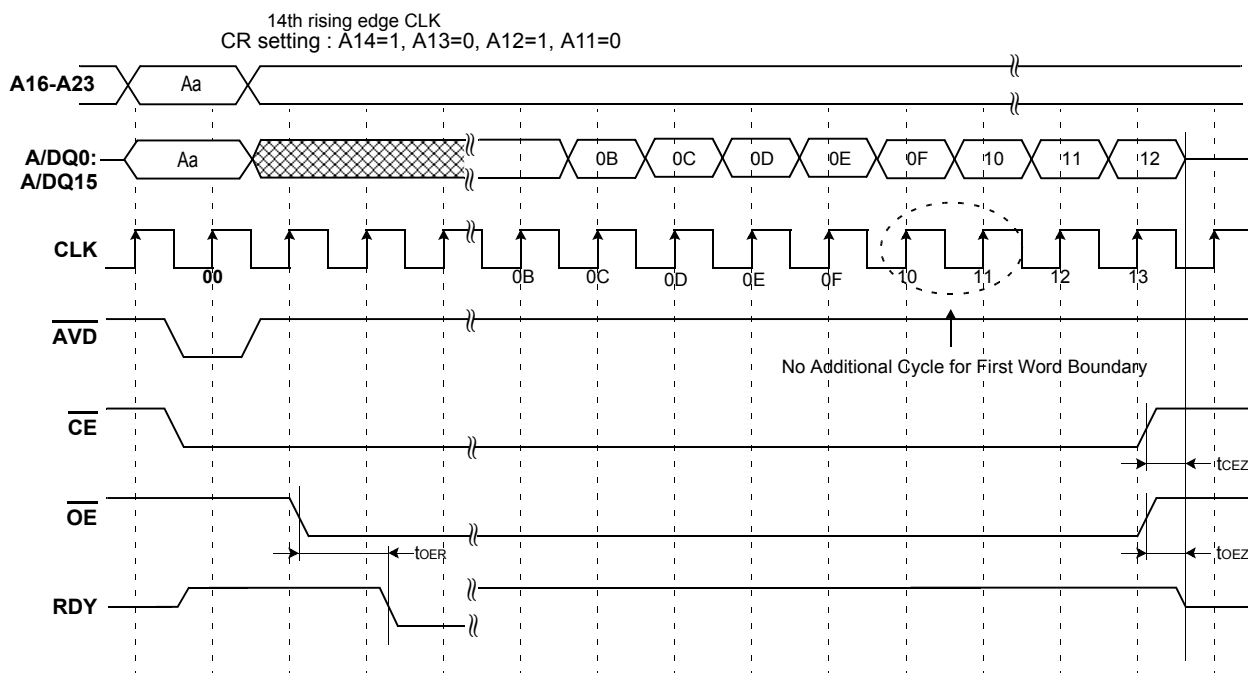 14th rising edge CLK
CR setting : A14=1, A13=0, A12=1, A11=0
A16-A23 Aa
A/DQ0:
A/DQ15
Aa 0B 0C 0D 0E 0F 10 11 12
CLK
00 0B 0C 0D 0E 0F 10 11 12 13
AVD
No Additional Cycle for First Word Boundary
CE
tCEZ
OE
tOER tOEZ
RDY